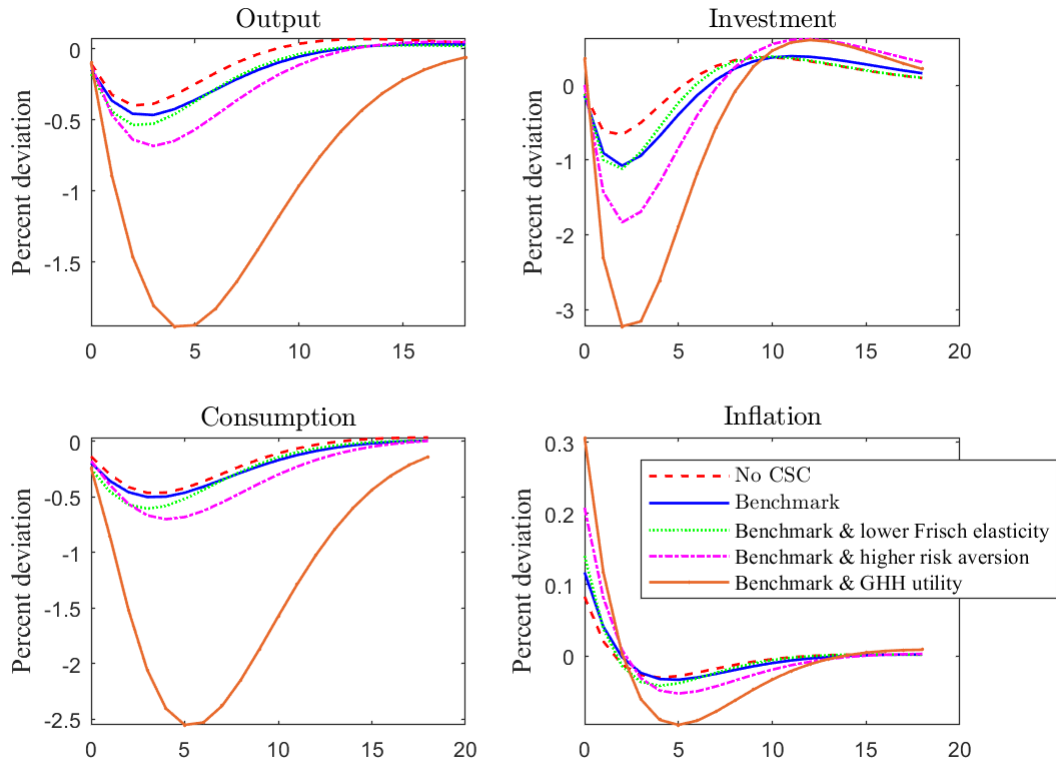 Output
Percent deviation
0
-0.5
-1
-1.5
0 5 10 15
Investment
Percent deviation
0
-1
-2
-3
0 5 10 15 20
Consumption
Percent deviation
0
-0.5
-1
-1.5
-2
-2.5
0 5 10 15 20
Inflation
Percent deviation
0.3
0.2
0.1
0
0 5 10 15 20
No CSC
Benchmark
Benchmark & lower Frisch elasticity
Benchmark & higher risk aversion
Benchmark & GHH utility